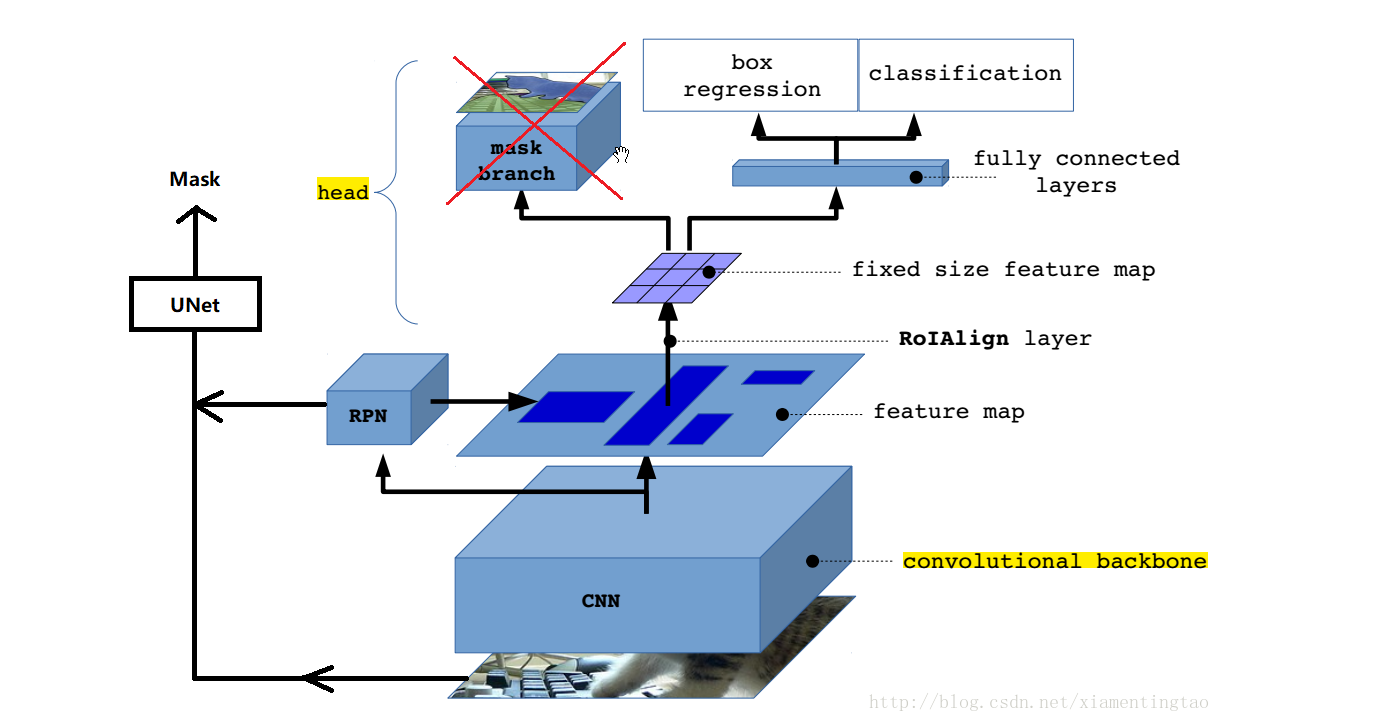 box
regression
classification
mask
branch
fully connected
layers
Mask
head
fixed size feature map
UNet
RoIAlign layer
RPN
feature map
convolutional backbone
CNN
http://blog.csdn.net/xiamentingtao